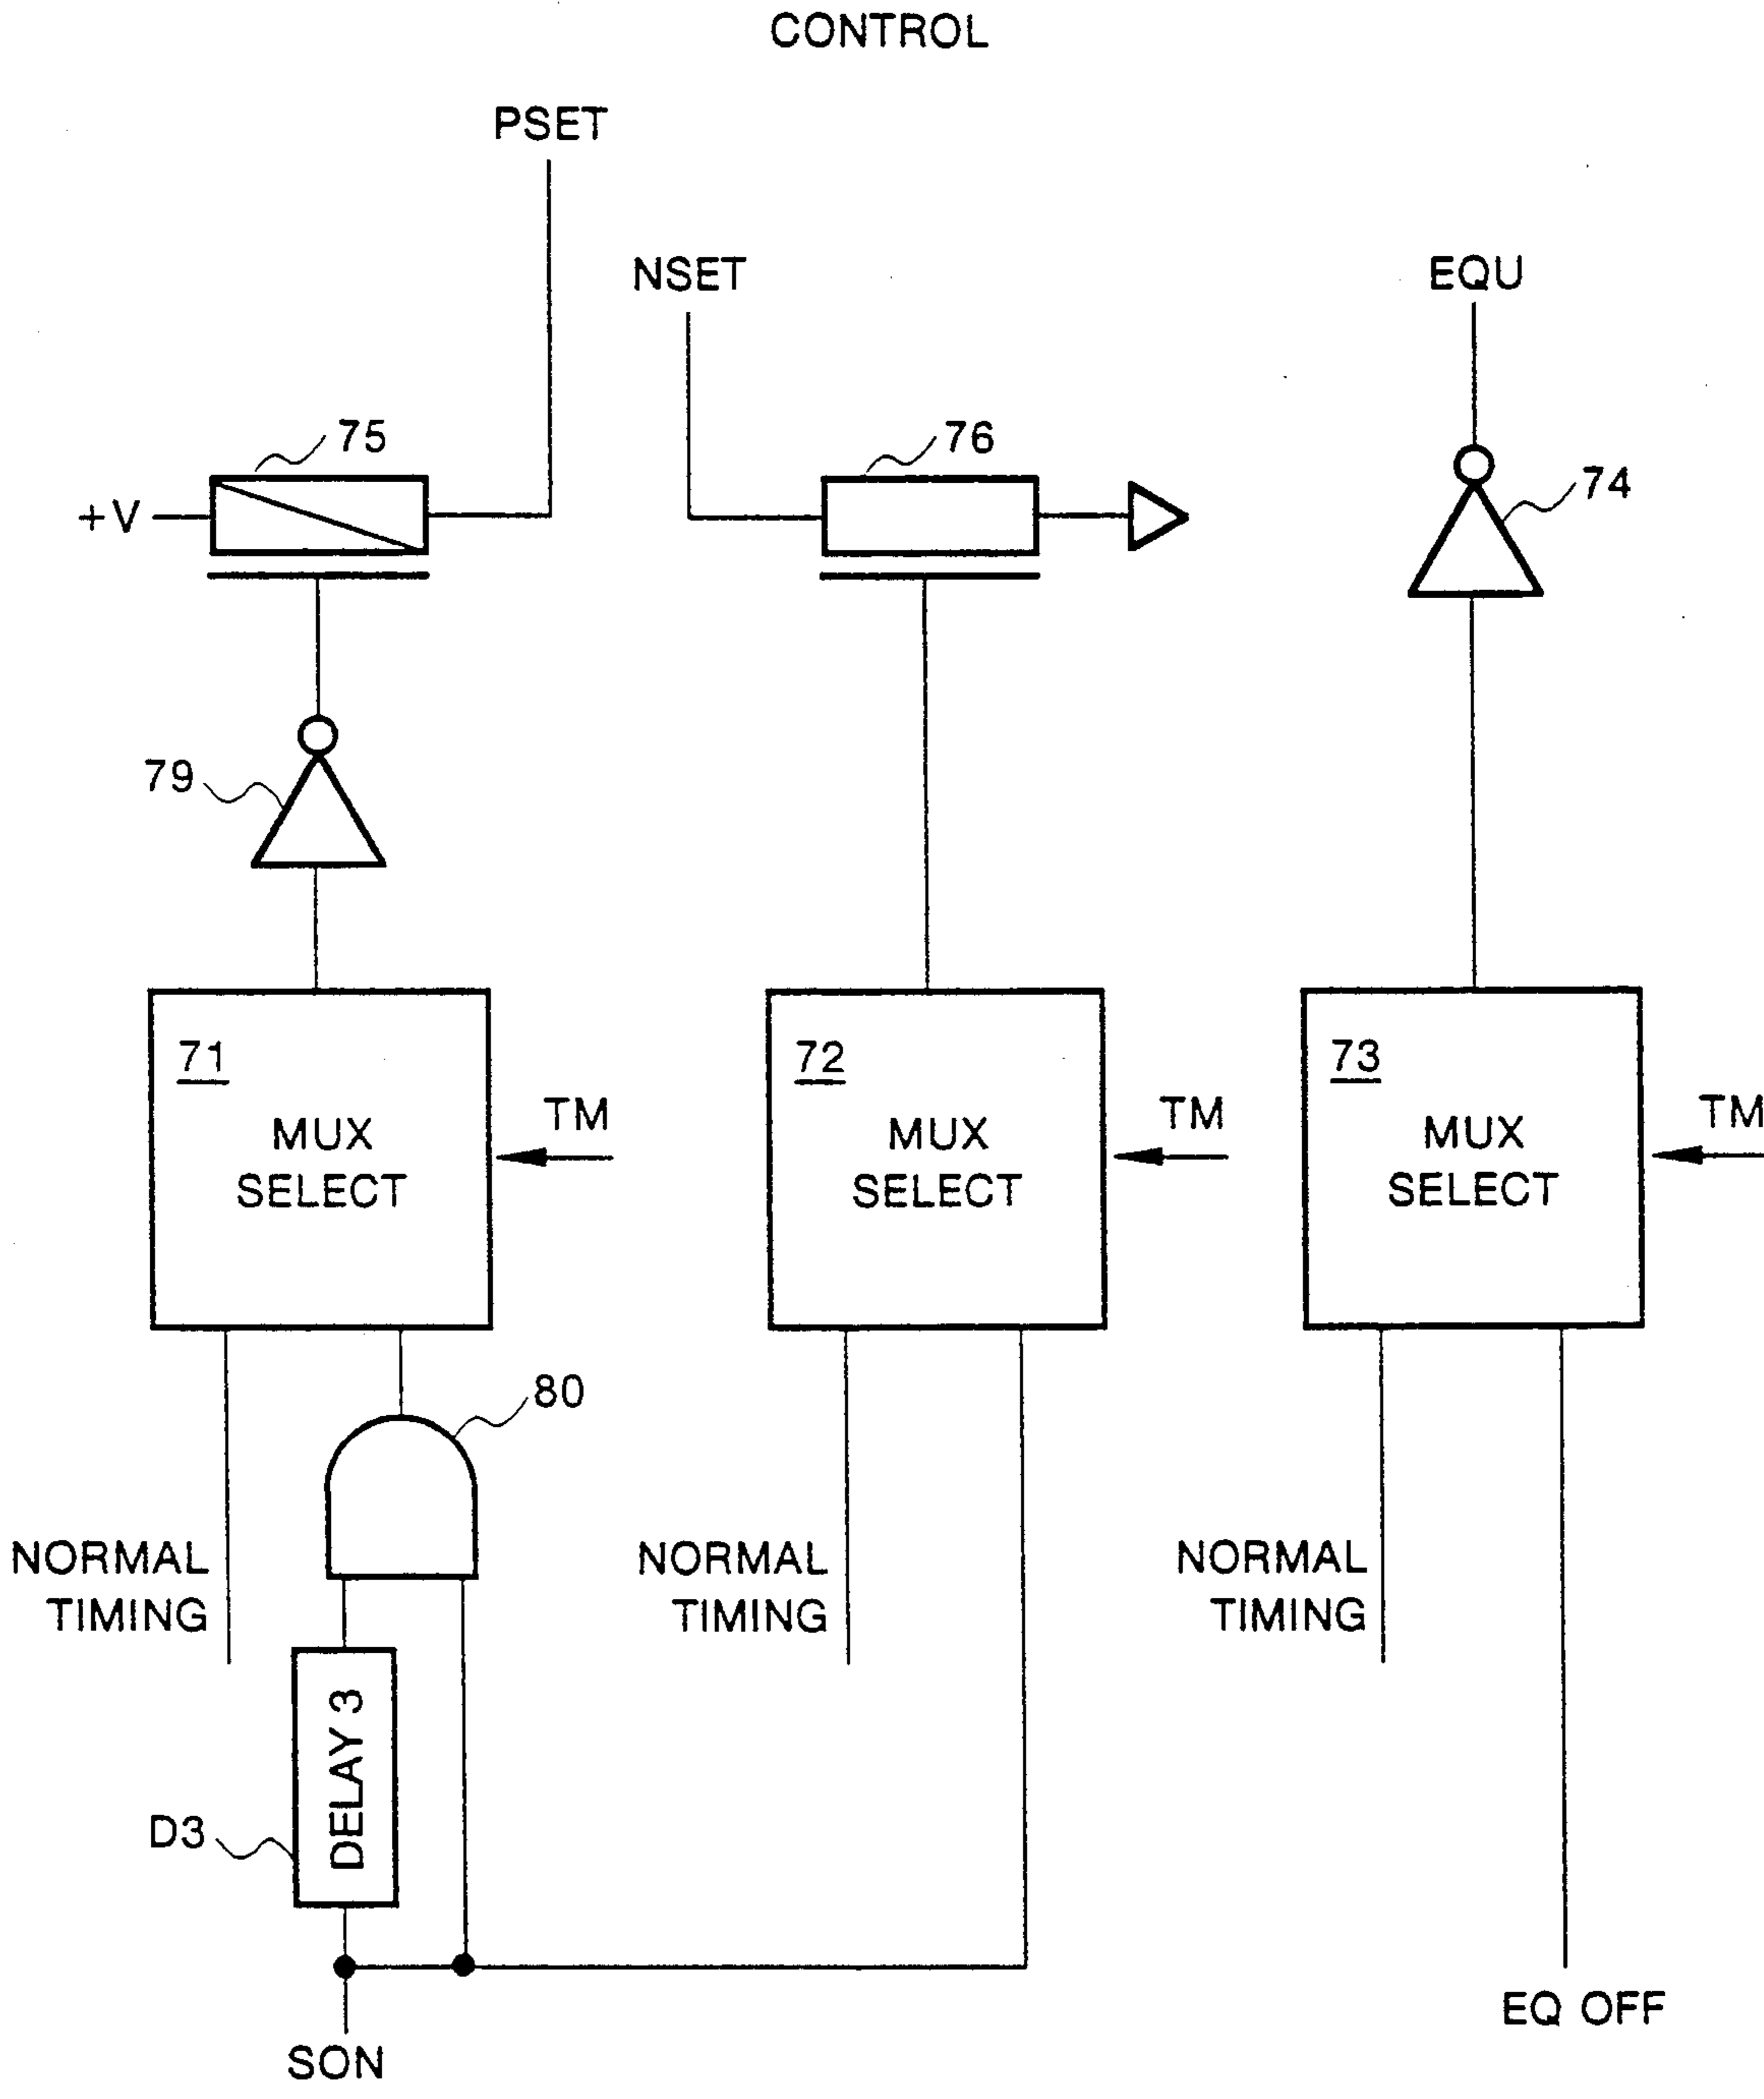 CONTROL
PSET
NSET
EQU
75
76
74
+V
79
71
72
73
TM
TM
TM
MUX
SELECT
MUX
SELECT
MUX
SELECT
80
NORMAL
TIMING
NORMAL
TIMING
NORMAL
TIMING
DELAY 3
D3
EQ OFF
SON